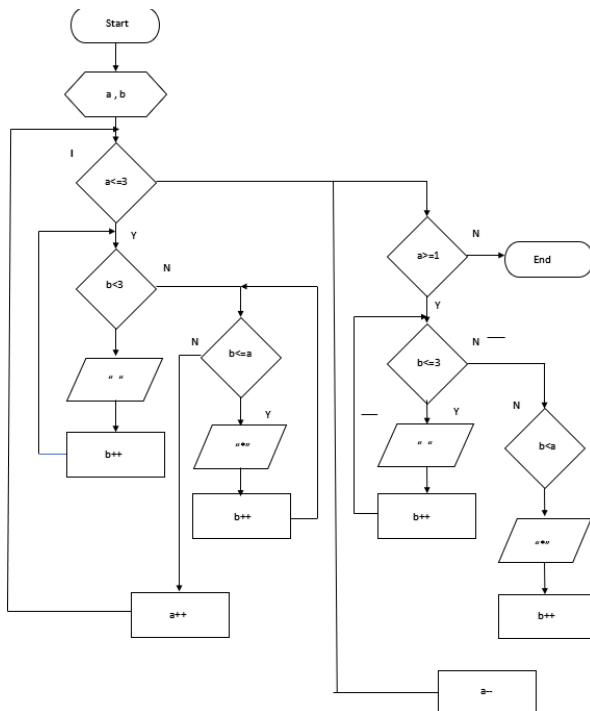 Start
a , b
I
a<=3
Y
b<3
N
“ “
b++
N
b<=a
Y
“*”
b++
a++
a>=1
N
End
Y
b<=3
N
Y
“ “
b++
N
b<a
“*”
b++
a--